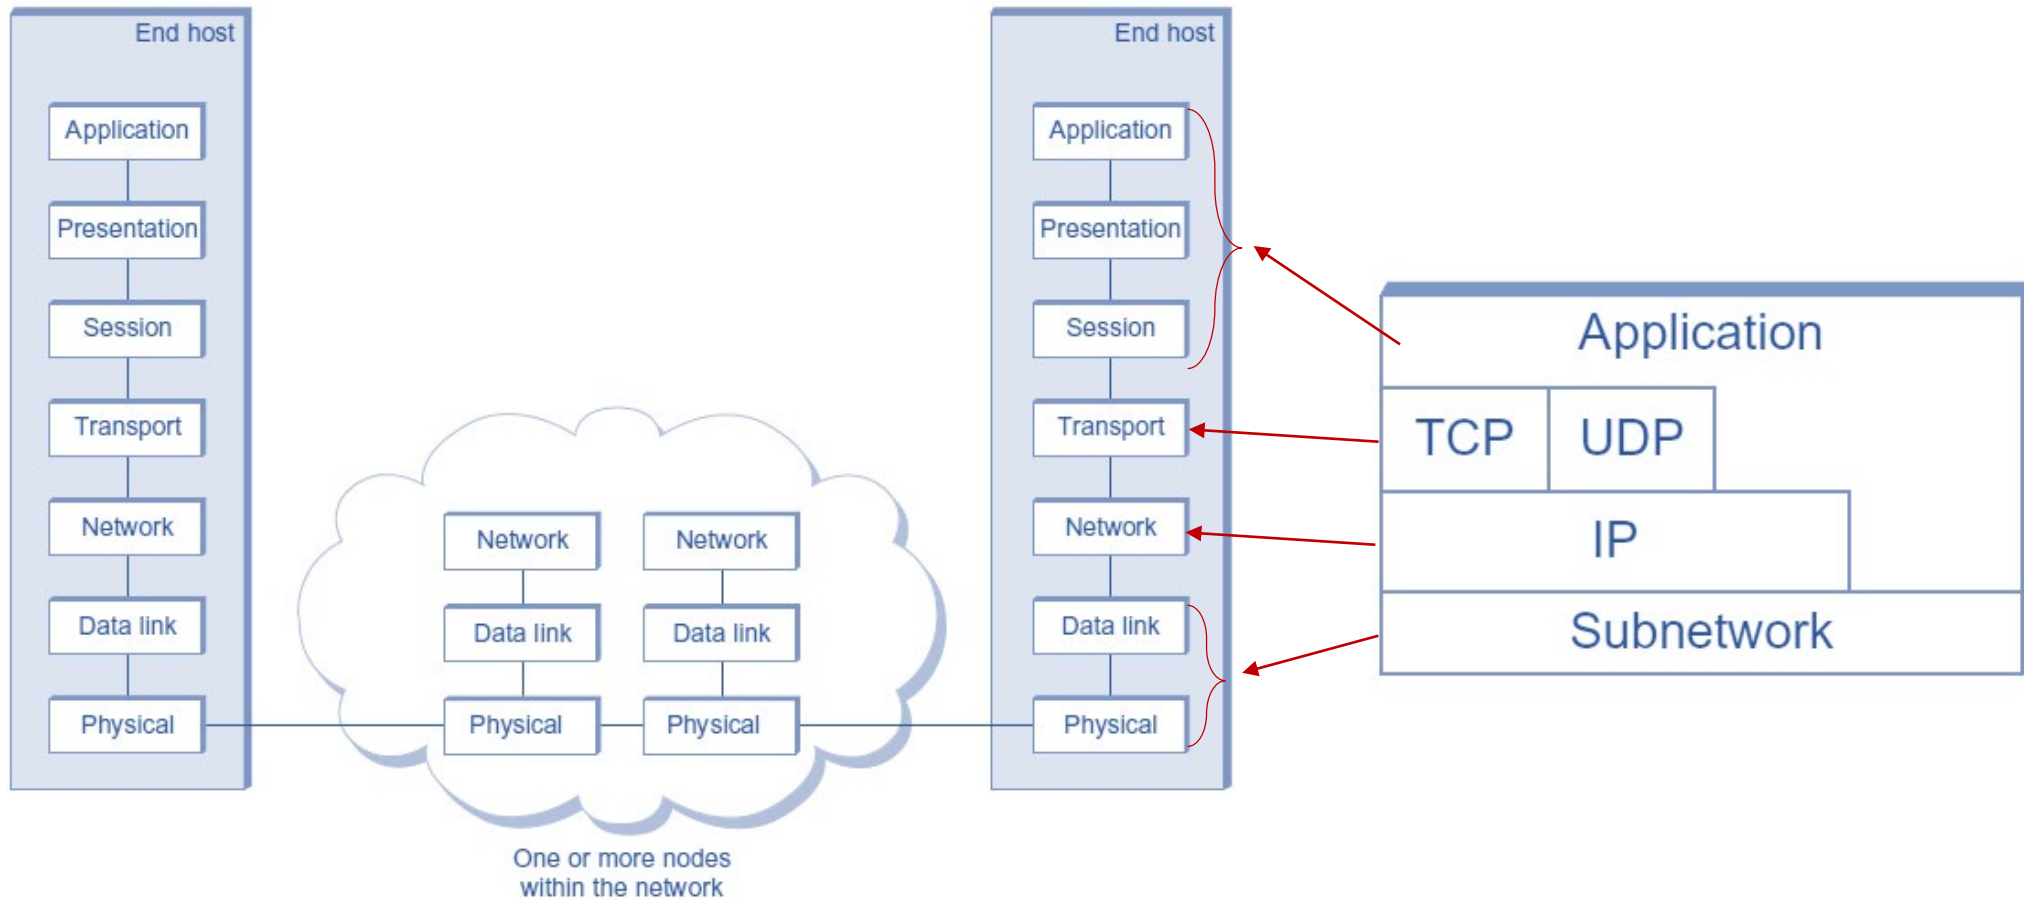 End host
Application
Presentation
Session
Transport
Network
Data link
Physical
Network
Data link
Physical
Network
Data link
Physical
One or more nodes
within the network
End host
Application
Presentation
Session
Transport
Network
Data link
Physical
Application
TCP
UDP
IP
Subnetwork